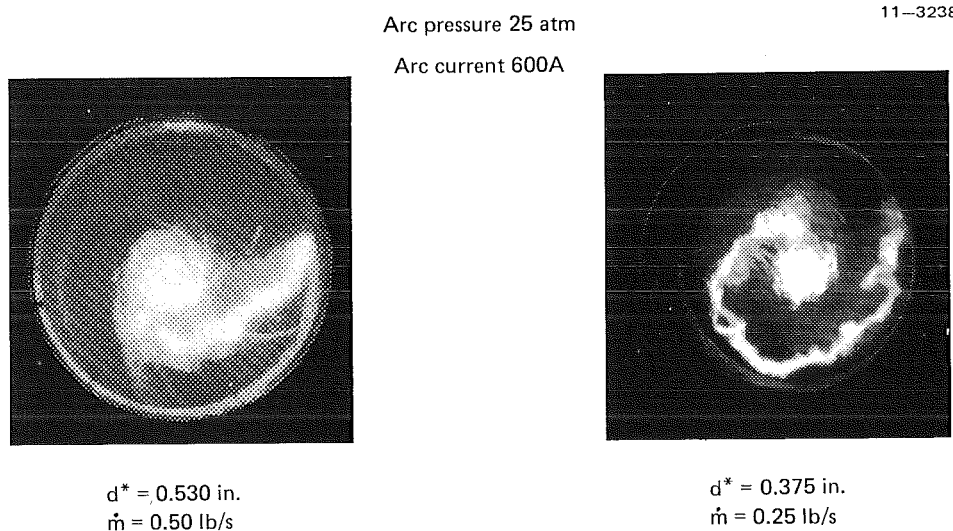 11—3238
Arc pressure 25 atm
Arc current 600A
d* = 0.530 in.
ṁ = 0.50 lb/s
d* = 0.375 in.
ṁ = 0.25 lb/s